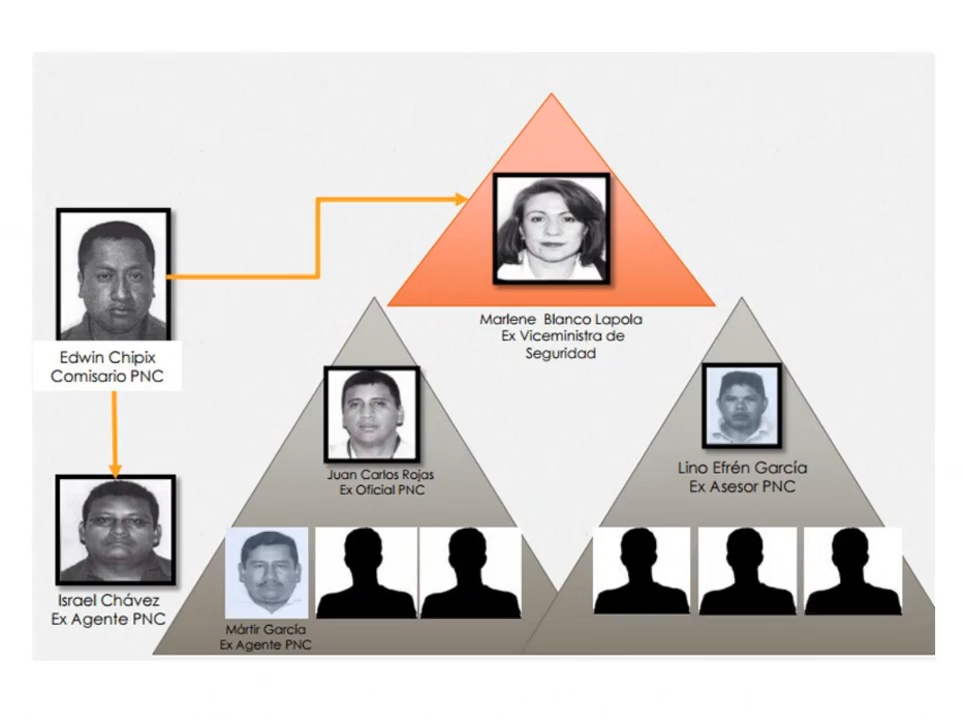 Marlene Blanco Lapola
Ex Viceministra de
Seguridad
Edwin Chipix
Comisario PNC
Juan Carlos Rojas
Ex Oficial PNC
Lino Efrén García
Ex Asesor PNC
Israel Chávez
Ex Agente PNC
Mártir García
Ex Agente PNC